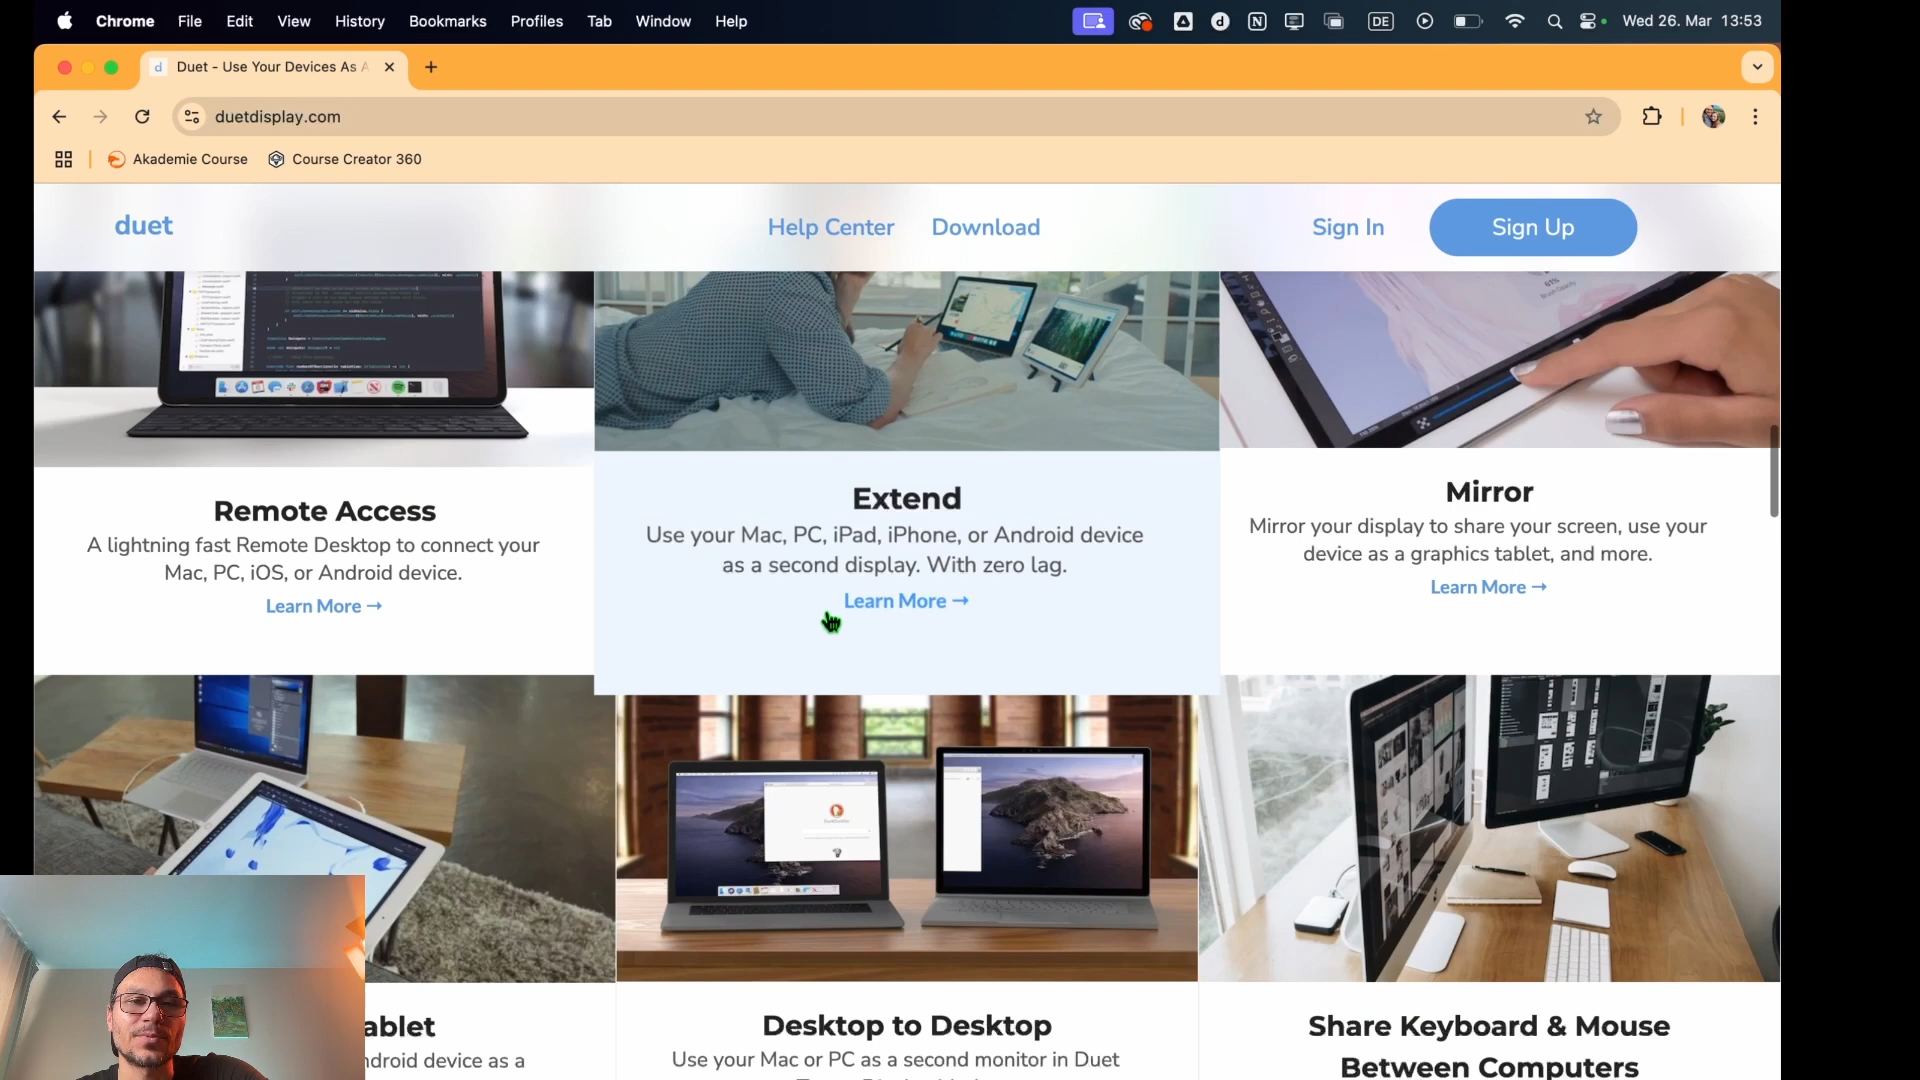 Chrome File Edit View History Bookmarks Profiles Tab Window Help DE Wed 26. Mar 13:53
d Duet - Use Your Devices As A
duetdisplay.com
Akademie Course Course Creator 360
duet Help Center Download Sign In Sign Up
Remote Access
A lightning fast Remote Desktop to connect your
Mac, PC, iOS, or Android device.
Learn More →
Extend
Use your Mac, PC, iPad, iPhone, or Android device
as a second display. With zero lag.
Learn More →
Mirror
Mirror your display to share your screen, use your
device as a graphics tablet, and more.
Learn More →
ablet
ndroid device as a
Desktop to Desktop
Use your Mac or PC as a second monitor in Duet
Share Keyboard & Mouse
Between Computers